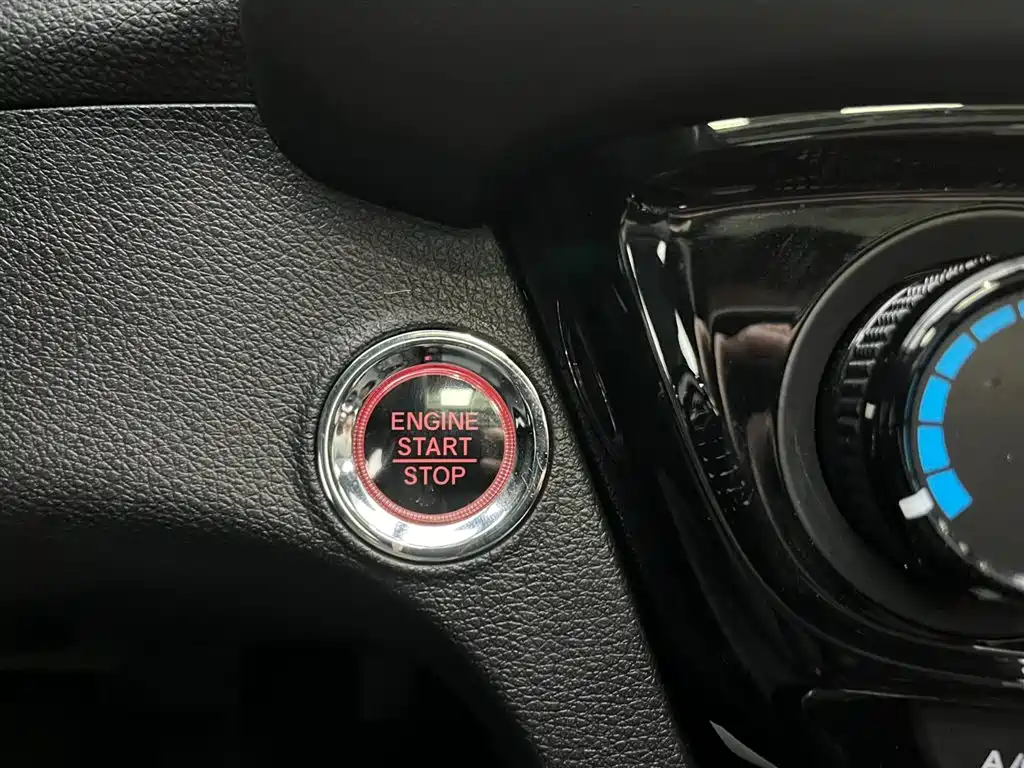 ENGINE
START
STOP
A/